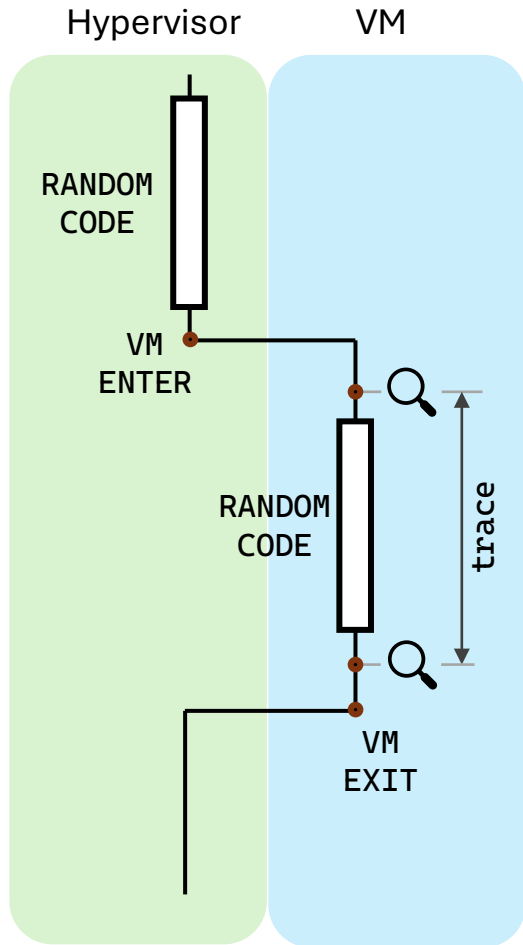 Hypervisor
VM
RANDOM
CODE
VM
ENTER
RANDOM
CODE
trace
VM
EXIT